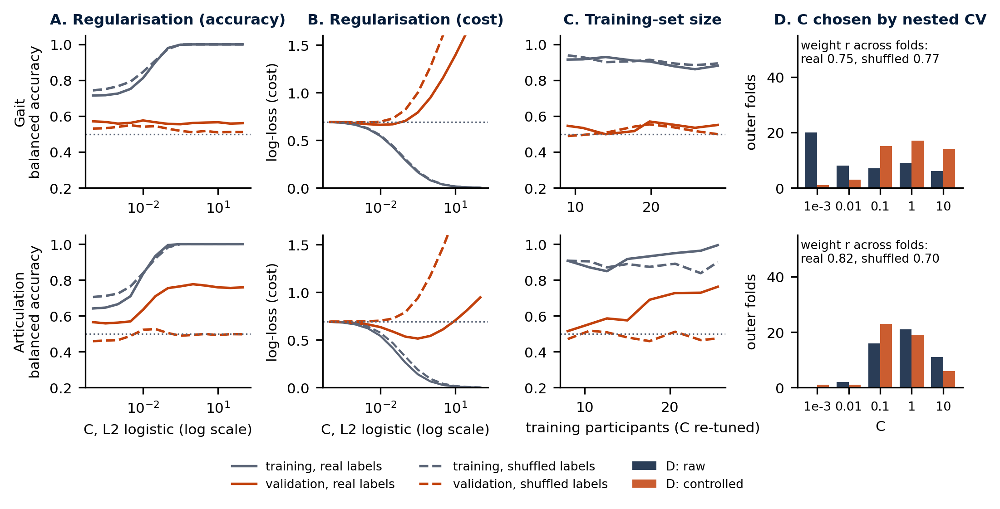 A. Regularisation (accuracy)
B. Regularisation (cost)
C. Training-set size
D. C chosen by nested CV
Gait
balanced accuracy
1.0
0.8
0.6
0.4
0.2
10⁻²
10¹
log-loss (cost)
1.5
1.0
0.5
0.0
10⁻²
10¹
1.0
0.8
0.6
0.4
0.2
10
20
outer folds
40
20
0
weight r across folds:
real 0.75, shuffled 0.77
1e-3 0.01 0.1 1 10
Articulation
balanced accuracy
1.0
0.8
0.6
0.4
0.2
10⁻²
10¹
C, L2 logistic (log scale)
log-loss (cost)
1.5
1.0
0.5
0.0
10⁻²
10¹
C, L2 logistic (log scale)
1.0
0.8
0.6
0.4
0.2
10
20
training participants (C re-tuned)
outer folds
40
20
0
weight r across folds:
real 0.82, shuffled 0.70
1e-3 0.01 0.1 1 10
C
training, real labels
validation, real labels
training, shuffled labels
validation, shuffled labels
D: raw
D: controlled